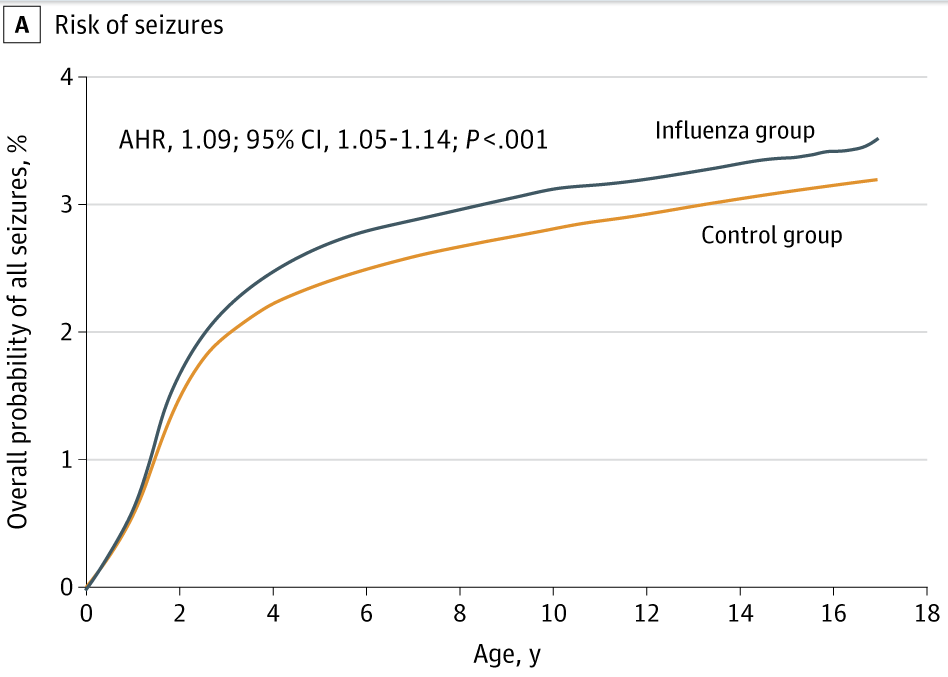 A Risk of seizures
4
AHR, 1.09; 95% CI, 1.05-1.14; P<.001
Influenza group
3
Control group
2
1
0
0 2 4 6 8 10 12 14 16 18
Age, y
Overall probability of all seizures, %